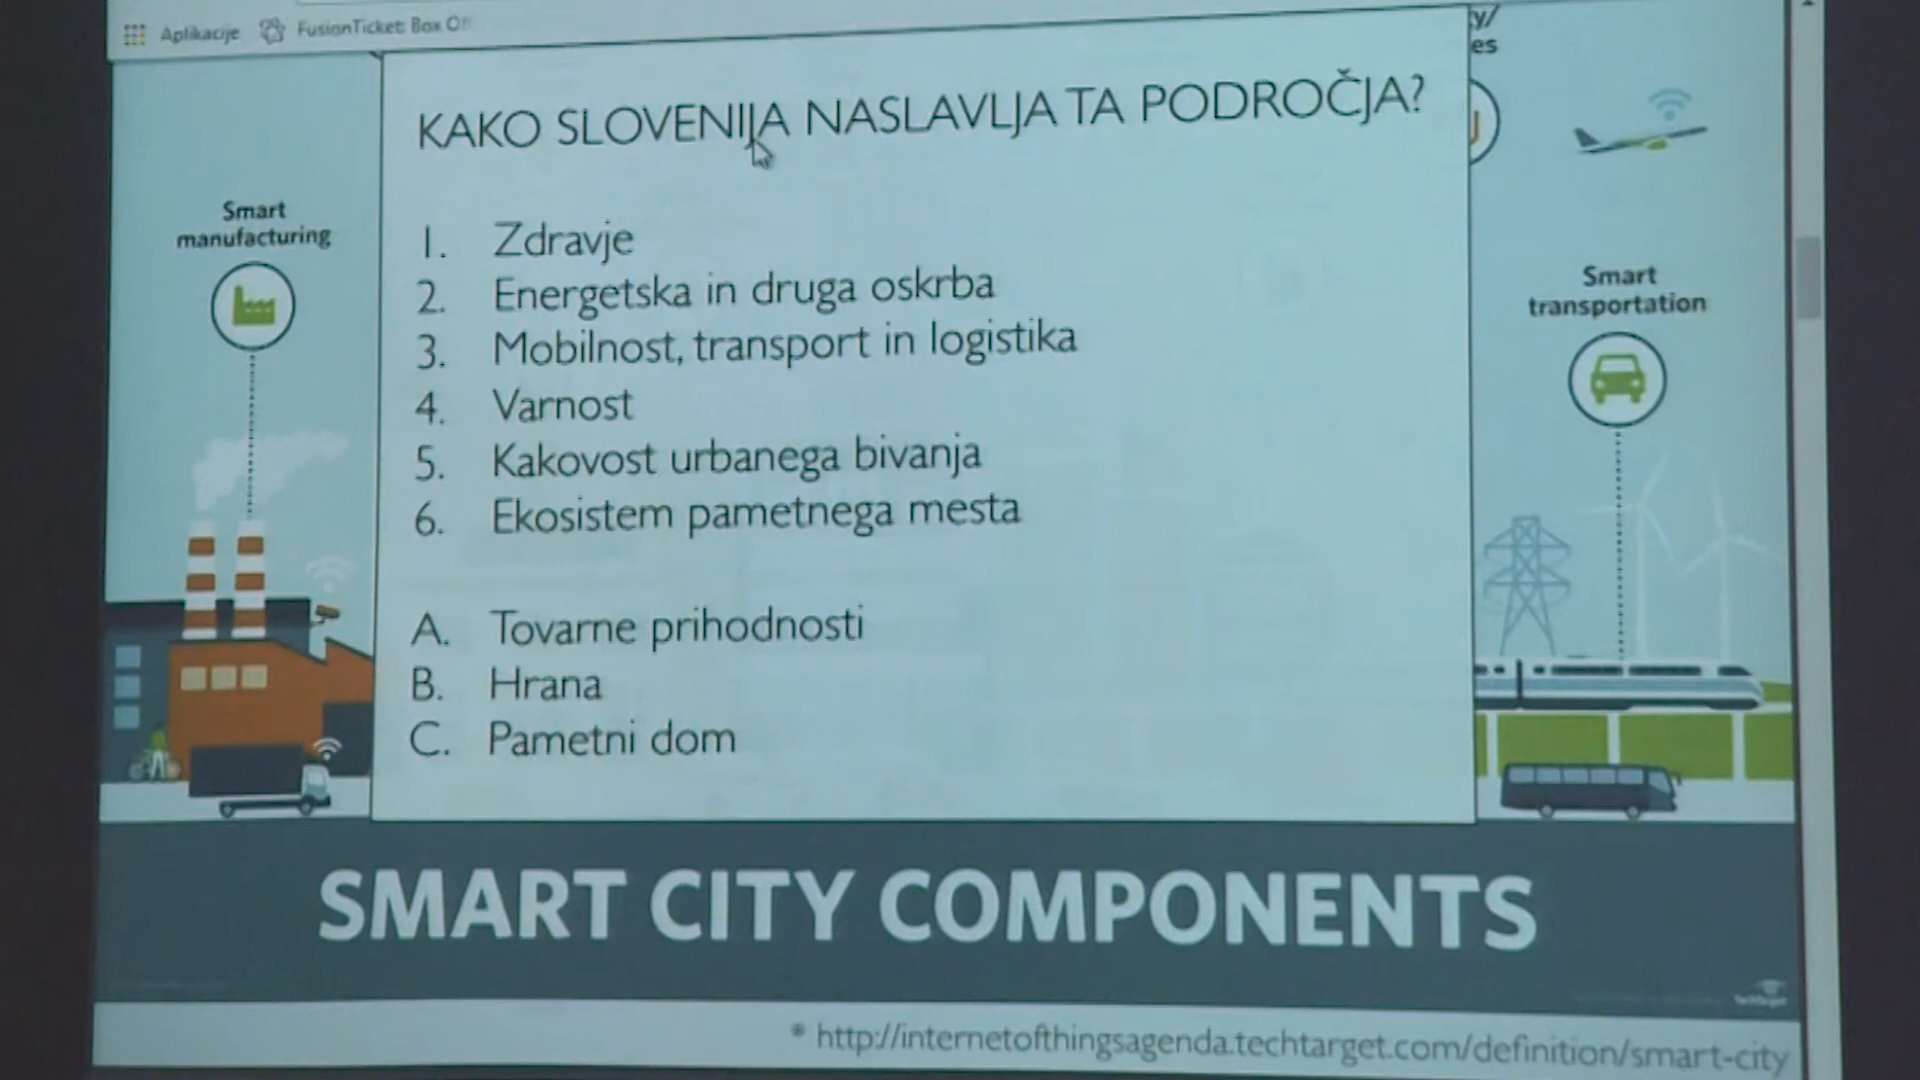 Aplikacije FusionTicket: Box Of
y/
es
KAKO SLOVENIJA NASLAVLJA TA PODROČJA?
Smart
manufacturing
1. Zdravje
2. Energetska in druga oskrba
3. Mobilnost, transport in logistika
4. Varnost
5. Kakovost urbanega bivanja
6. Ekosistem pametnega mesta
A. Tovarne prihodnosti
B. Hrana
C. Pametni dom
Smart
transportation
SMART CITY COMPONENTS
TechTarget
* http://internetofthingsagenda.techtarget.com/definition/smart-city